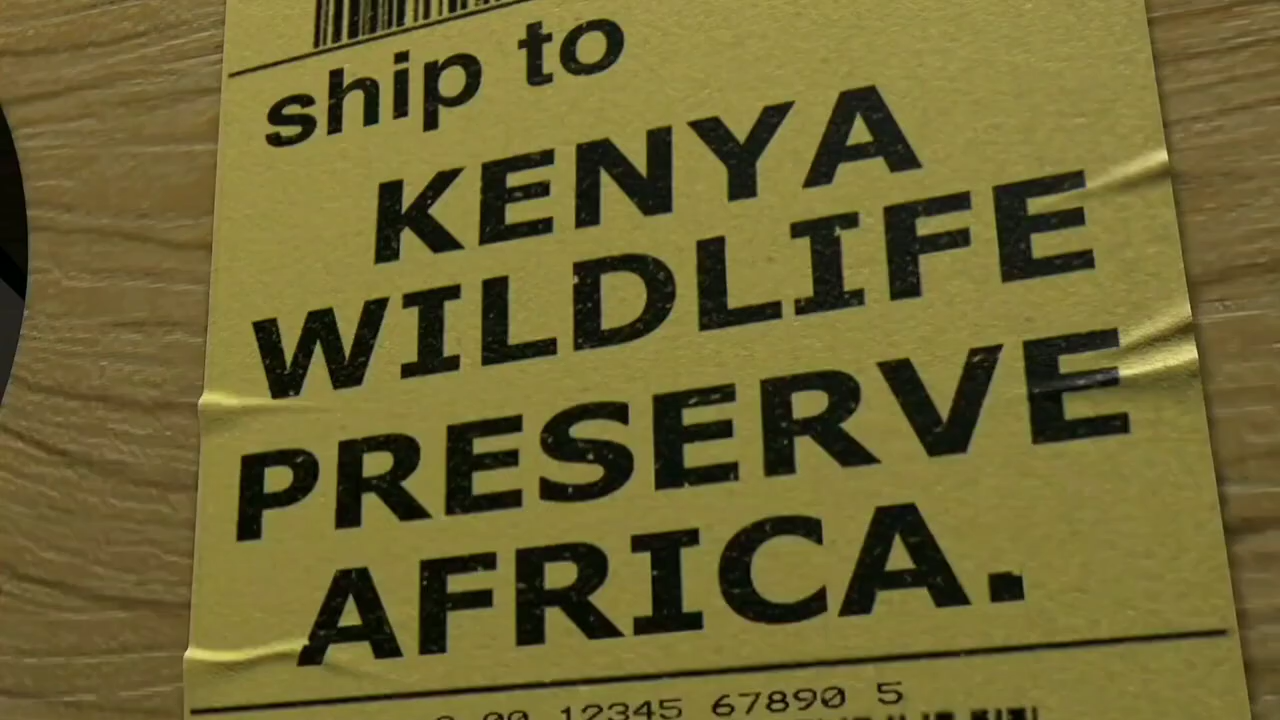 ship to
KENYA
WILDLIFE
PRESERVE
AFRICA.
12345 67890 5